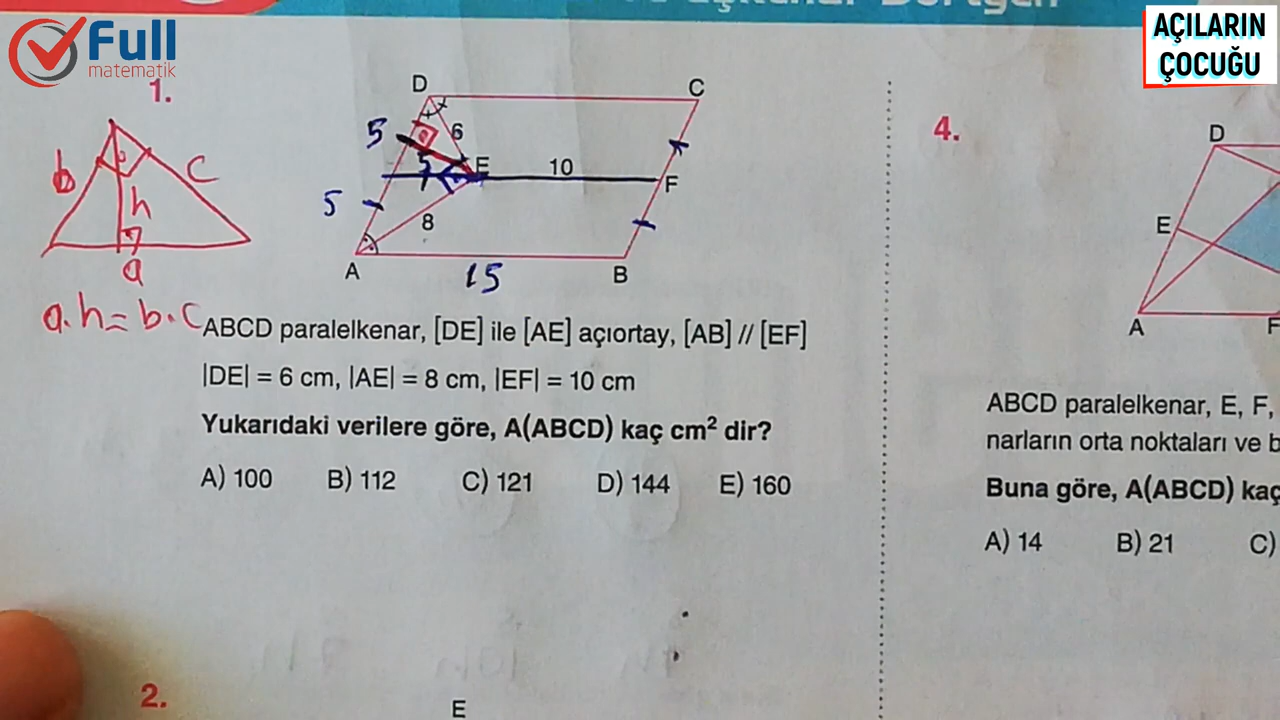 Full
matematik
AÇILARIN
ÇOCUĞU
1.
b
c
h
a
a.h=b.c
D
C
5
6
5
E
10
F
5
8
A
15
B
ABCD paralelkenar, [DE] ile [AE] açıortay, [AB] // [EF]
|DE| = 6 cm, |AE| = 8 cm, |EF| = 10 cm
Yukarıdaki verilere göre, A(ABCD) kaç cm² dir?
A) 100 B) 112 C) 121 D) 144 E) 160
4.
D
E
A
F
ABCD paralelkenar, E, F,
narların orta noktaları ve b
Buna göre, A(ABCD) kaç
A) 14 B) 21 C)
2.
E